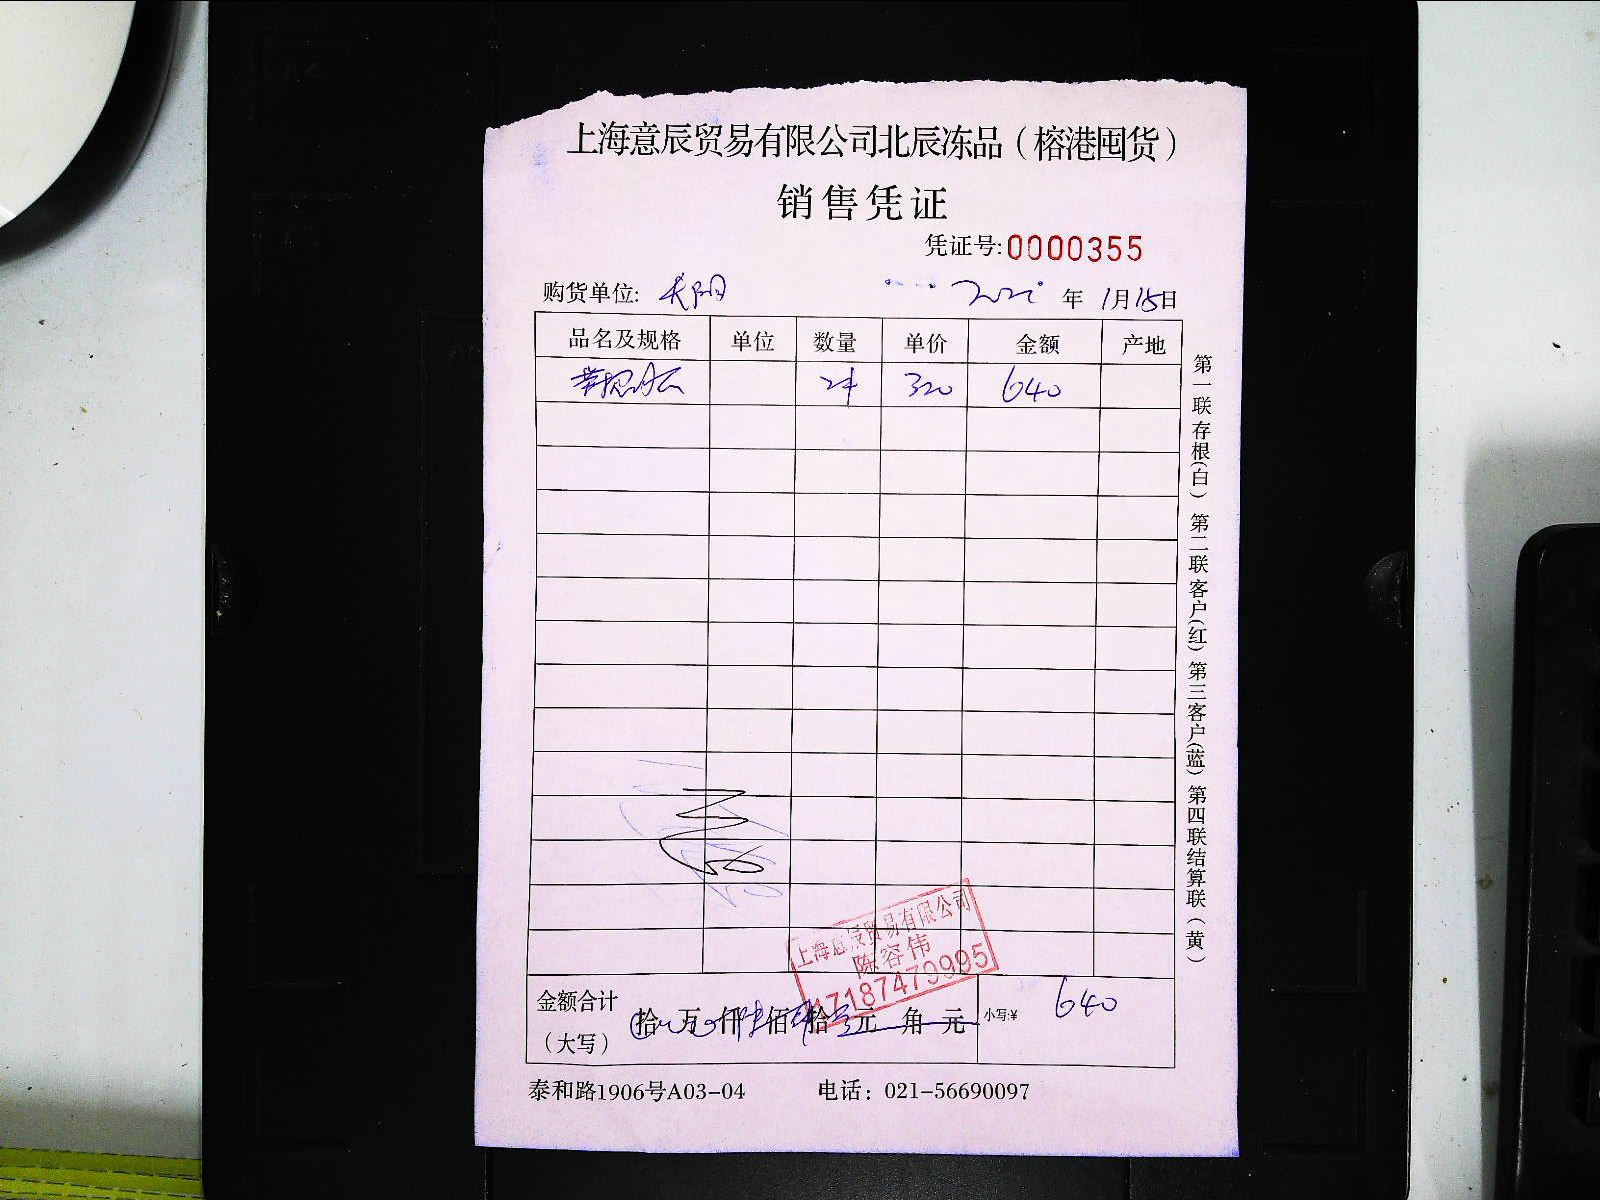 上海意辰贸易有限公司北辰冻品（榕港囤货）
销售凭证
凭证号:0000355
购货单位: 年 1月15日
品名及规格 单位 数量 单价 金额 产地
2件 320 640
第一联存根(白) 第二联客户(红) 第三客户(蓝) 第四联结算联(黄)
上海意辰贸易有限公司
陈容伟
17187479995
金额合计
（大写） 拾 万 仟 陆佰 肆拾 元 角 元 小写:¥ 640
泰和路1906号A03-04 电话：021-56690097